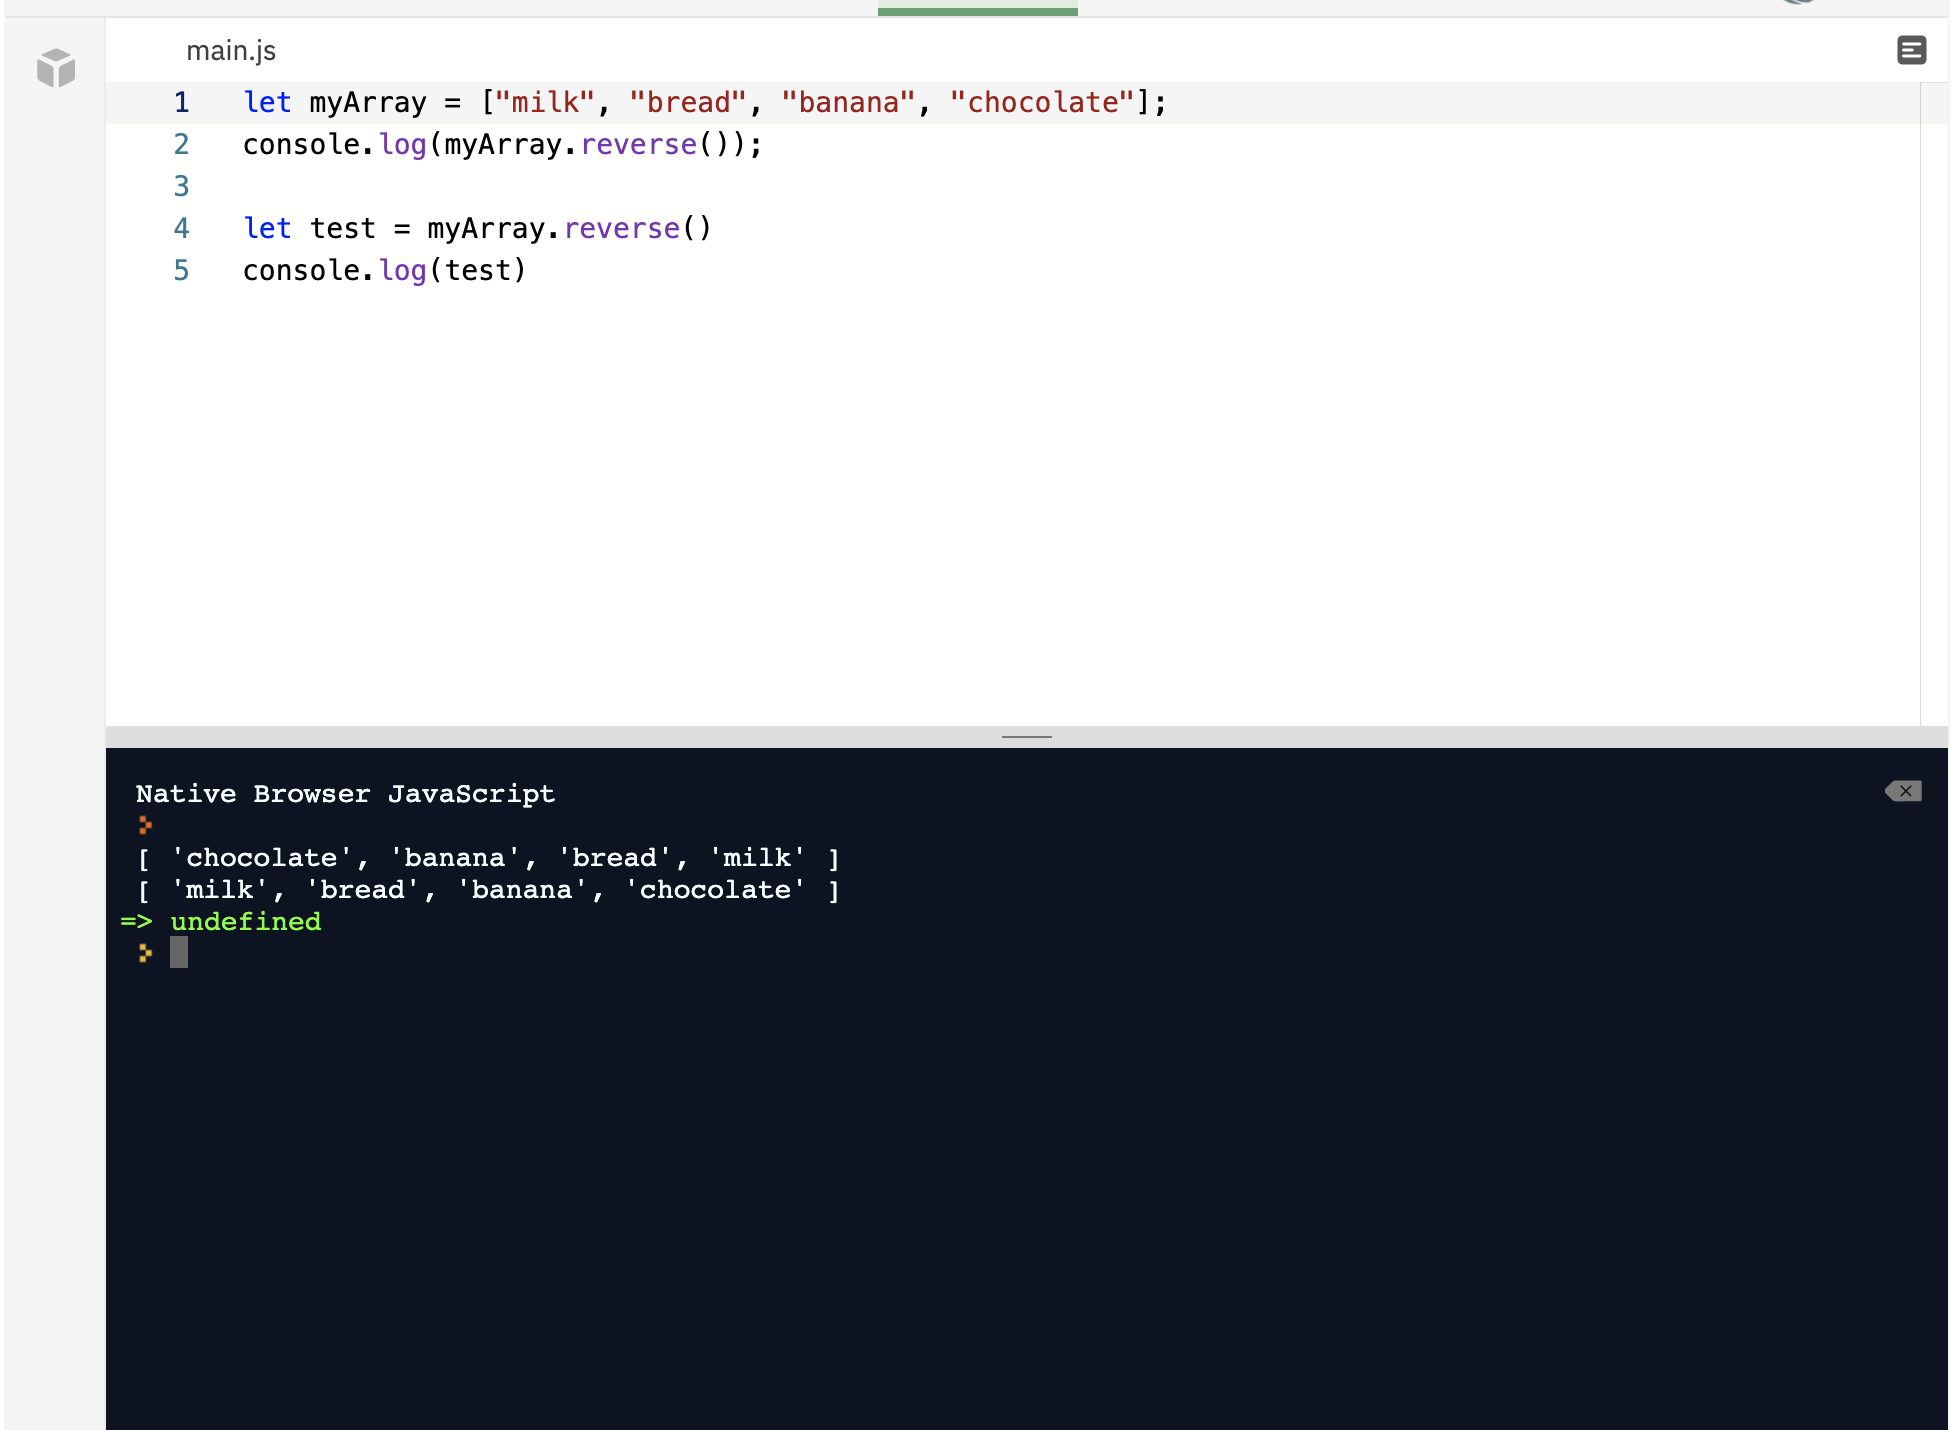 main.js
1 let myArray = ["milk", "bread", "banana", "chocolate"];
2 console.log(myArray.reverse());
3
4 let test = myArray.reverse()
5 console.log(test)
Native Browser JavaScript
[ 'chocolate', 'banana', 'bread', 'milk' ]
[ 'milk', 'bread', 'banana', 'chocolate' ]
=> undefined